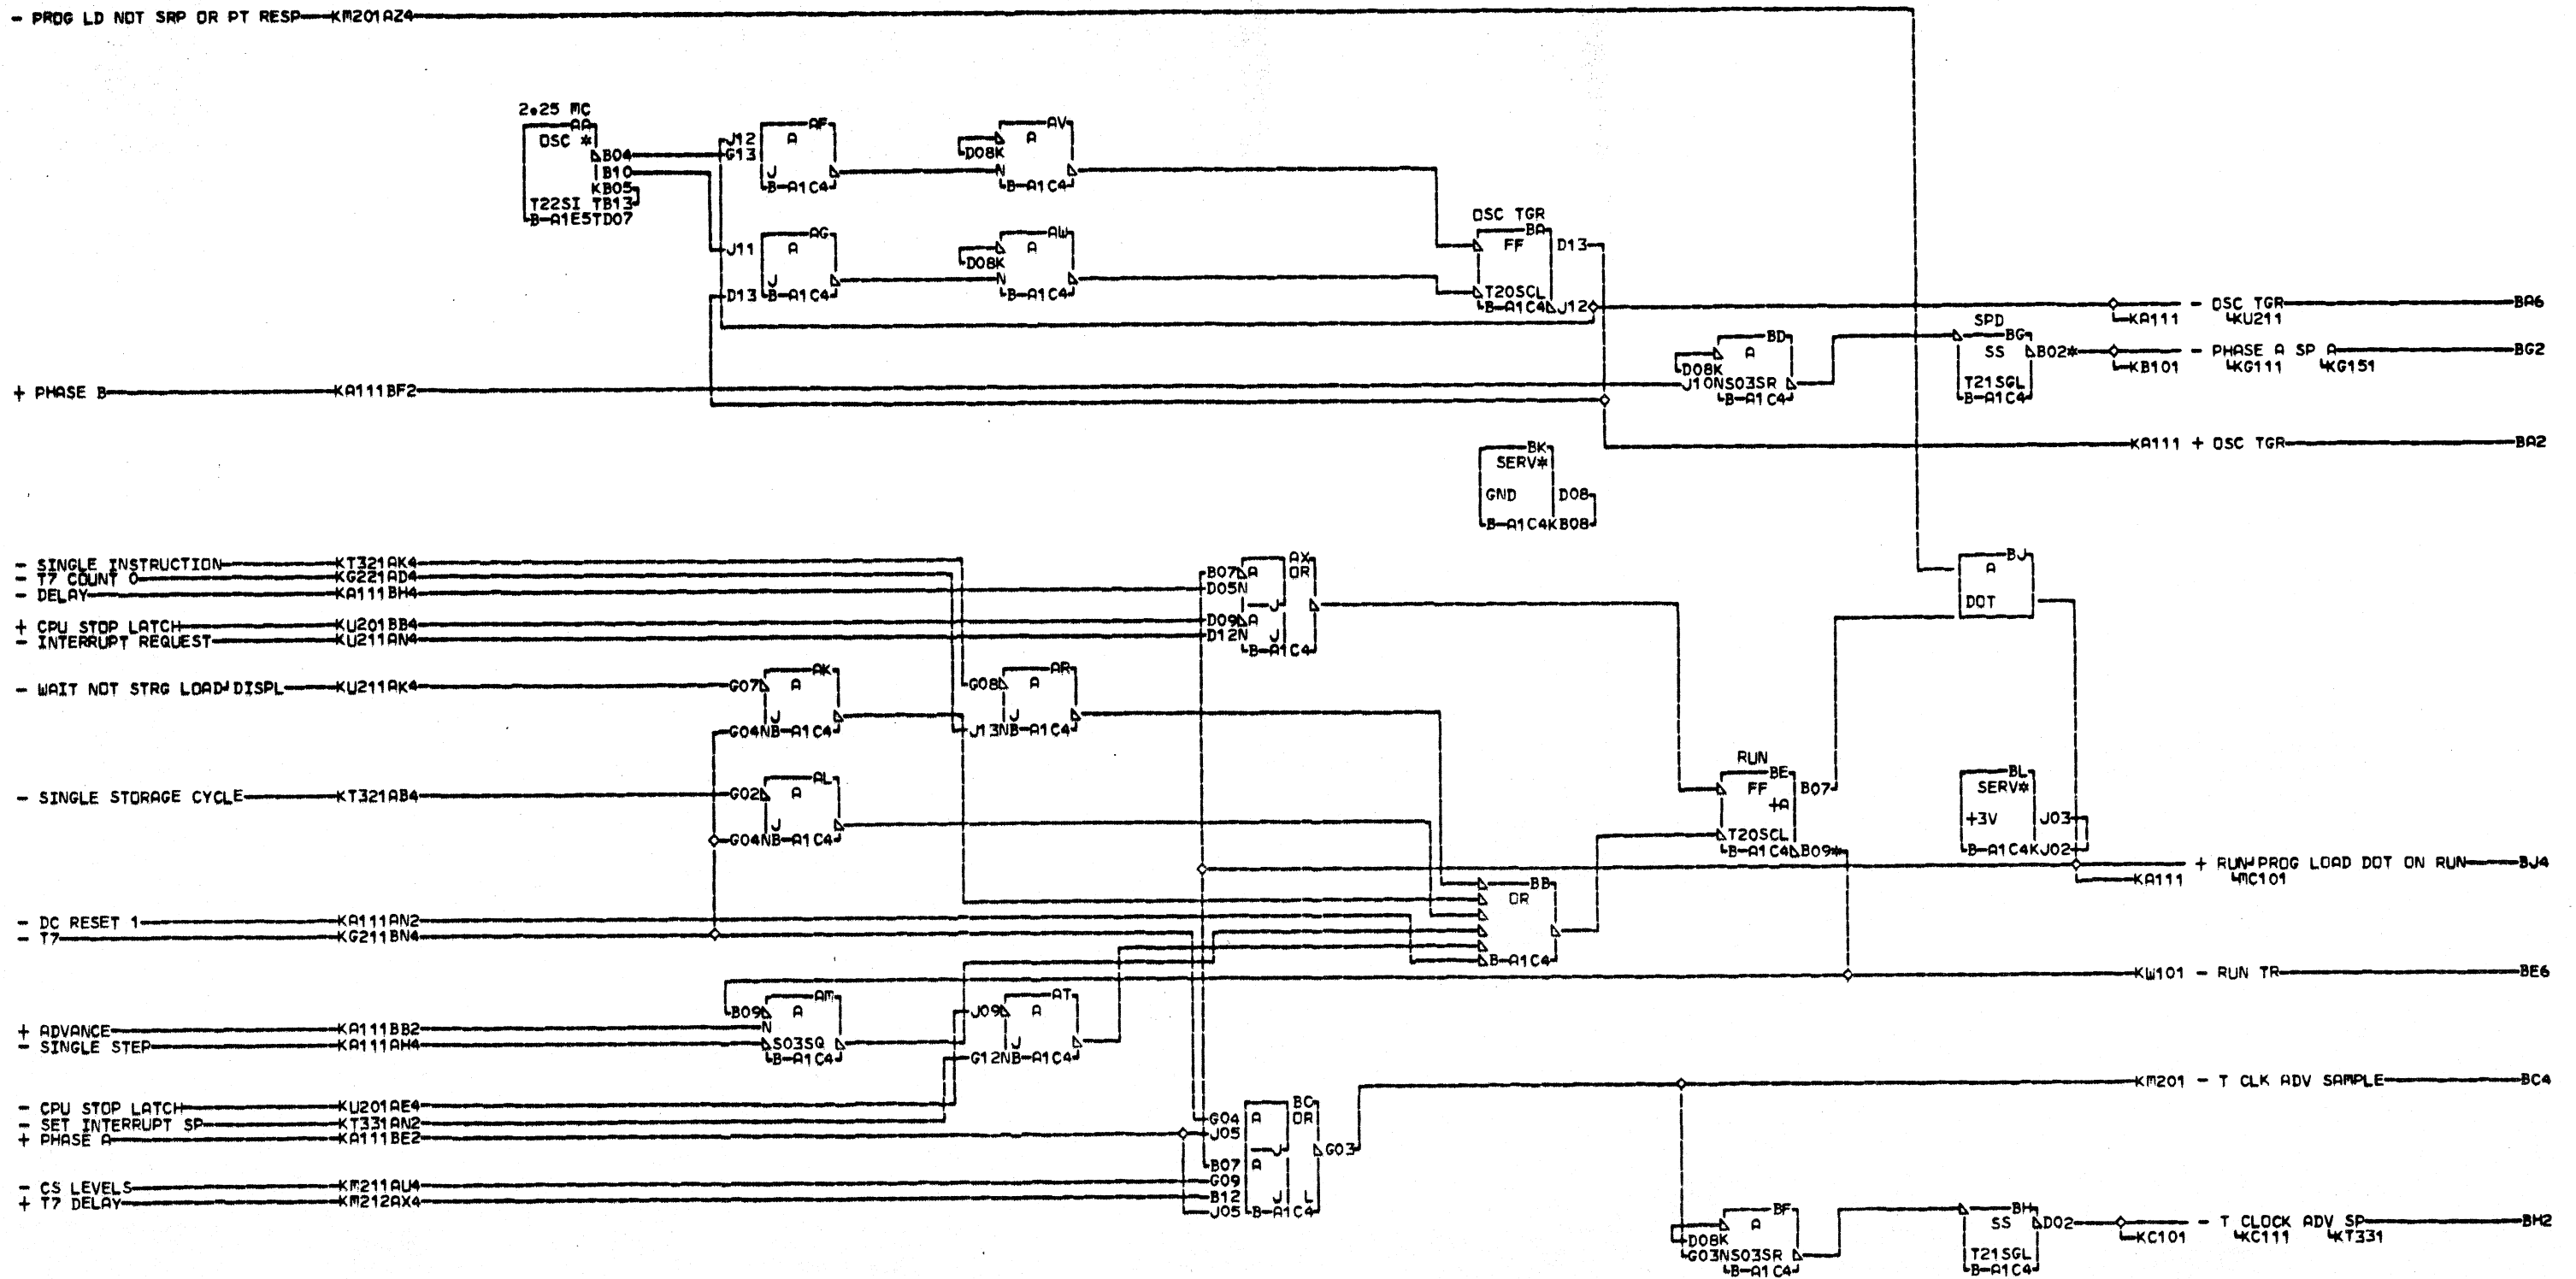 - PROG LD NOT SRP OR PT RESP KM201AZ4
2.25 MC
AA
OSC *
B04
B10
KB05
T22SI TB13
B-A1E5TD07
J12
G13
AF
A
J
B-A1C4
AV
A
D08K
N
B-A1C4
J11
AG
A
J
D13 B-A1C4
AW
A
D08K
N
B-A1C4
OSC TGR
BA
FF D13
T20SCL
B-A1C4 J12
- OSC TGR BA6
KA111 KU211
BD
A
D08K
J10NS03SR
B-A1C4
SPD
BG
SS B02*
T21SGL
B-A1C4
- PHASE A SP A BG2
KB101 KG111 KG151
+ PHASE B KA111BF2
KA111 + OSC TGR BA2
BK
SERV*
GND D08
B-A1C4KB08
- SINGLE INSTRUCTION KT321AK4
- T7 COUNT 0 KG221AD4
- DELAY KA111BH4
+ CPU STOP LATCH KU201BB4
- INTERRUPT REQUEST KU211AN4
AX
B07 A OR
D05N
J
D09 A
D12N J
B-A1C4
BJ
A
DOT
- WAIT NOT STRG LOAD DISPL KU211AK4
AK
G07 A
J
G04NB-A1C4
AR
G08 A
J
J13NB-A1C4
- SINGLE STORAGE CYCLE KT321AB4
AL
G02 A
J
G04NB-A1C4
RUN
BE
FF B07
+A
T20SCL
B-A1C4 B09*
BL
SERV*
+3V J03
B-A1C4KJ02
+ RUN PROG LOAD DOT ON RUN BJ4
KA111 MC101
BB
OR
B-A1C4
- DC RESET 1 KA111AN2
- T7 KG211BN4
KW101 - RUN TR BE6
AM
B09 A
N
S03SQ
B-A1C4
AT
J09 A
J
G12NB-A1C4
+ ADVANCE KA111BB2
- SINGLE STEP KA111AH4
KM201 - T CLK ADV SAMPLE BC4
- CPU STOP LATCH KU201AE4
- SET INTERRUPT SP KT331AN2
+ PHASE A KA111BE2
BC
G04 A OR
J05
J G03
B07 A
G09
B12 J L
J05 B-A1C4
- CS LEVELS KM211AU4
+ T7 DELAY KM212AX4
BF
A
D08K
G03NS03SR
B-A1C4
BH
SS D02
T21SGL
B-A1C4
- T CLOCK ADV SP BH2
KC101 KC111 KT331